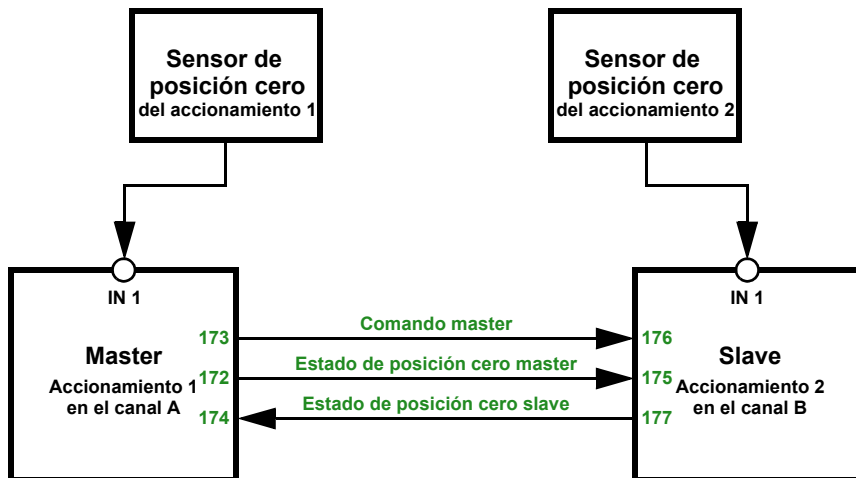 Sensor de
posición cero
del accionamiento 1
Sensor de
posición cero
del accionamiento 2
IN 1
IN 1
173
Comando master
176
Master
Slave
172
Estado de posición cero master
175
Accionamiento 1
en el canal A
Accionamiento 2
en el canal B
174
Estado de posición cero slave
177